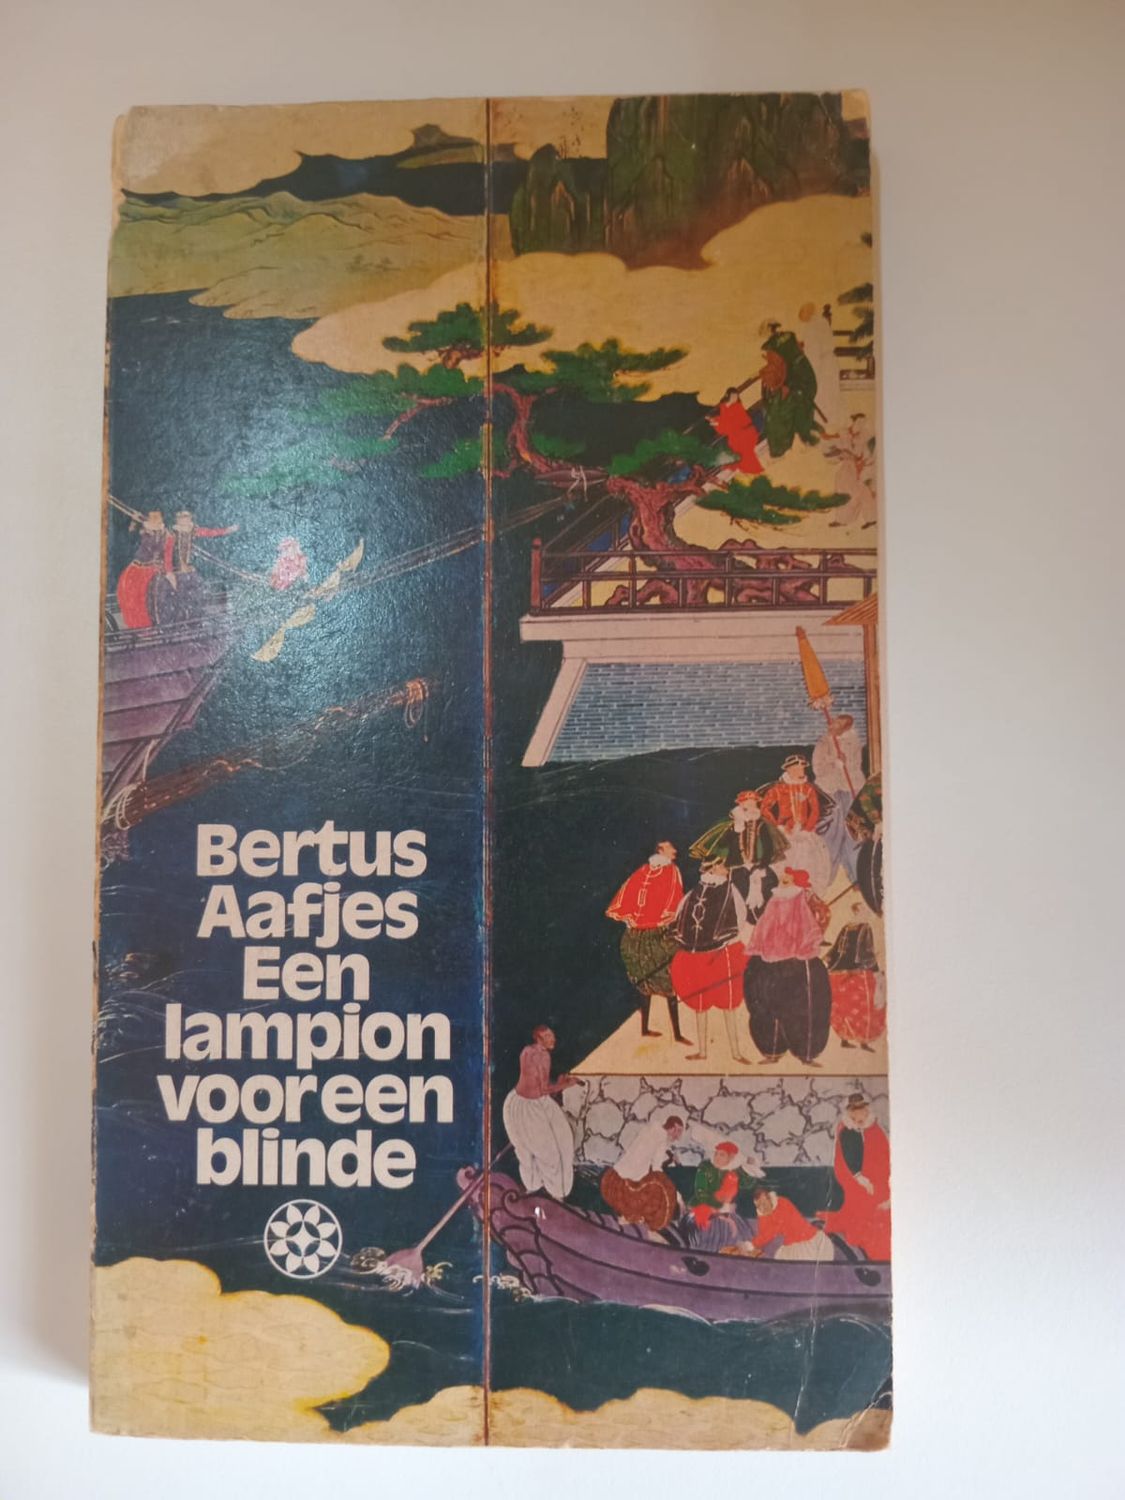 Bertus
Aafjes
Een
lampion
voor een
blinde